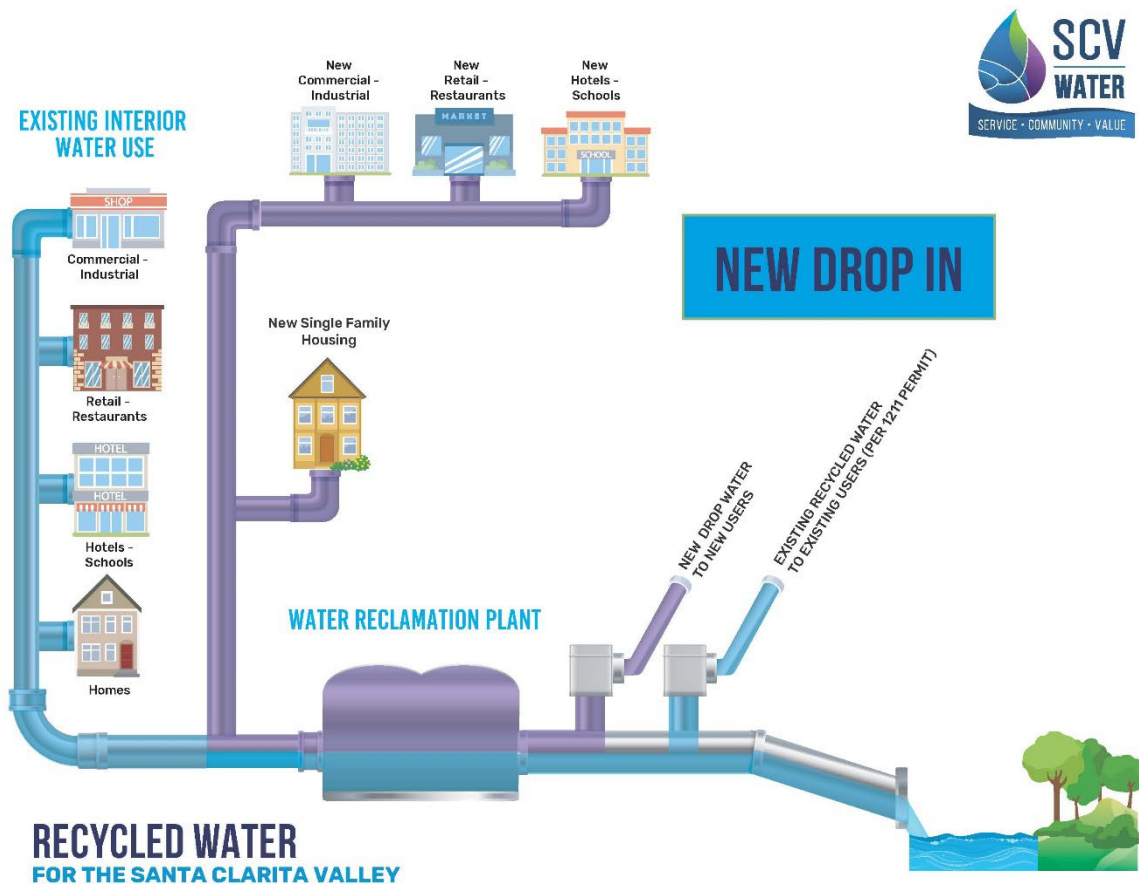 SCV
WATER
SERVICE • COMMUNITY • VALUE
EXISTING INTERIOR
WATER USE
New
Commercial -
Industrial
New
Retail -
Restaurants
New
Hotels -
Schools
MARKET
SCHOOL
SHOP
Commercial -
Industrial
NEW DROP IN
Retail -
Restaurants
New Single Family
Housing
HOTEL
HOTEL
Hotels -
Schools
Homes
NEW DROP WATER
TO NEW USERS
EXISTING RECYCLED WATER
TO EXISTING USERS (PER 1211 PERMIT)
WATER RECLAMATION PLANT
RECYCLED WATER
FOR THE SANTA CLARITA VALLEY